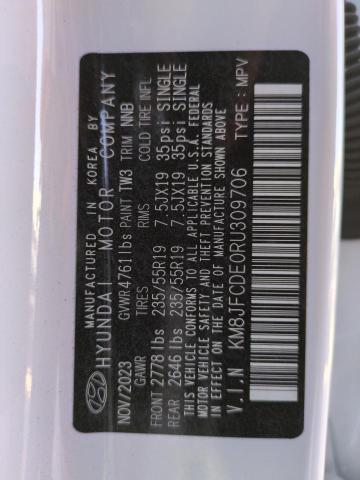 MANUFACTURED IN KOREA BY
HYUNDAI MOTOR COMPANY
NOV/2023 GVWR 4761lbs PAINT TW3 TRIM NNB
GAWR TIRES RIMS COLD TIRE INFL
FRONT 2778lbs 235/55R19 7.5JX19 35psi SINGLE
REAR 2646lbs 235/55R19 7.5JX19 35psi SINGLE
THIS VEHICLE CONFORMS TO ALL APPLICABLE U.S.A. FEDERAL
MOTOR VEHICLE SAFETY AND THEFT PREVENTION STANDARDS
IN EFFECT ON THE DATE OF MANUFACTURE SHOWN ABOVE
V.I.N KM8JFCDE0RU309706 TYPE : MPV